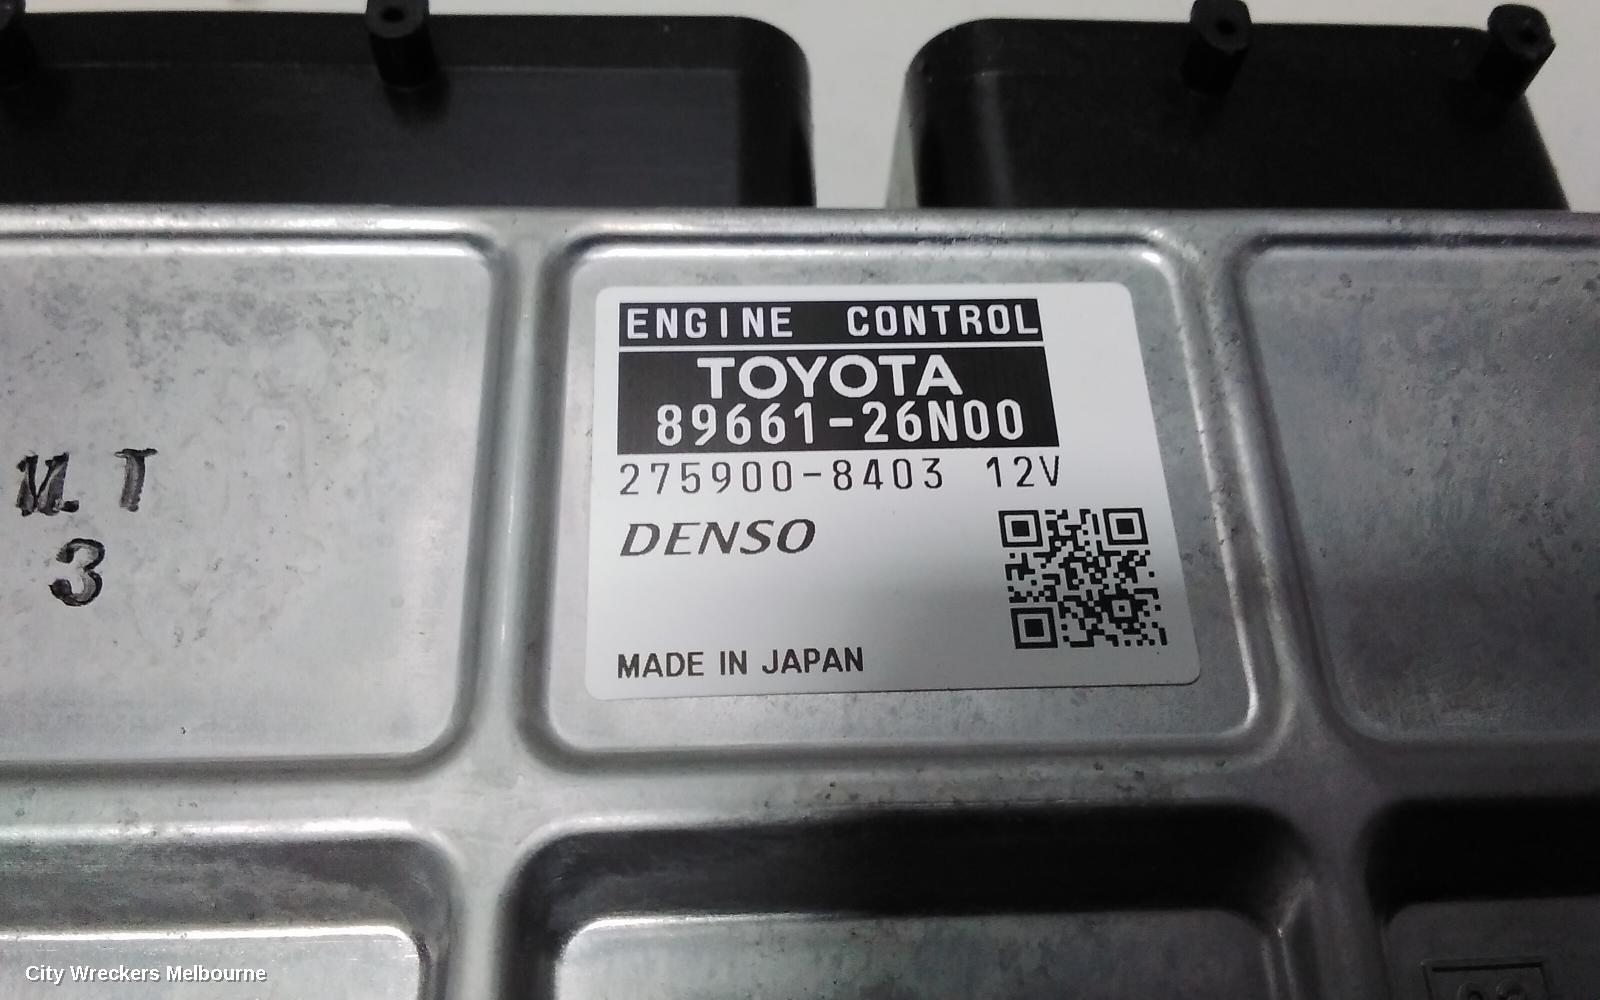 ENGINE CONTROL
TOYOTA
89661-26N00
275900-8403 12V
DENSO
MADE IN JAPAN
M.T
3
City Wreckers Melbourne